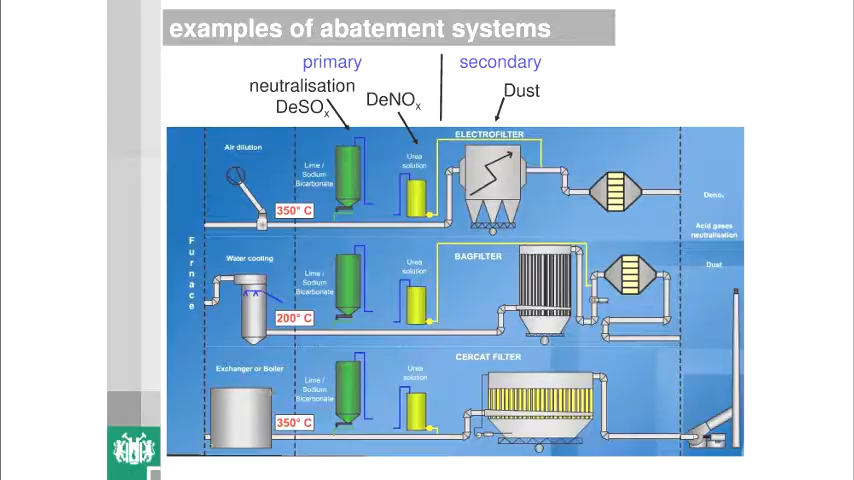 examples of abatement systems
primary
secondary
neutralisation
DeSOx
DeNOx
Dust
ELECTROFILTER
Air dilution
Lime /
Sodium
Bicarbonate
Urea
solution
350° C
Denox
Acid gases
neutralisation
Dust
Furnace
Water cooling
Lime /
Sodium
Bicarbonate
Urea
solution
BAGFILTER
200° C
CERCAT FILTER
Exchanger or Boiler
Lime /
Sodium
Bicarbonate
Urea
solution
350° C